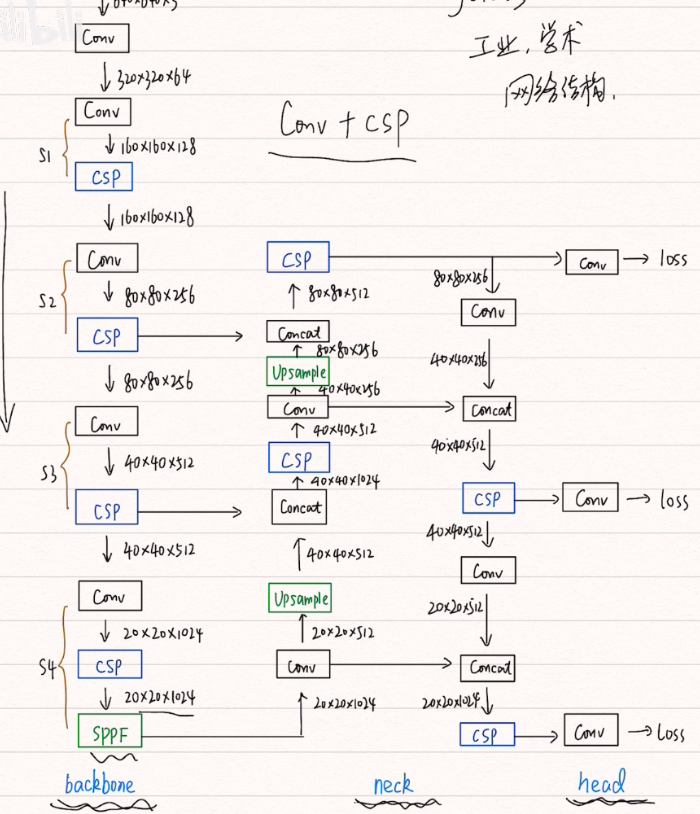 Conv
320×320×64
Conv
S1
160×160×128
CSP
160×160×128
Conv
S2
80×80×256
CSP
80×80×256
Conv
S3
40×40×512
CSP
40×40×512
Conv
20×20×1024
S4
CSP
20×20×1024
SPPF
backbone
工业,学术
网络结构.
Conv + CSP
CSP
80×80×512
Concat
80×80×256
Upsample
40×40×256
Conv
40×40×512
CSP
40×40×1024
Concat
40×40×512
Upsample
20×20×512
Conv
20×20×1024
neck
80×80×256
Conv
40×40×256
Concat
40×40×512
CSP
40×40×512
Conv
20×20×512
Concat
20×20×1024
CSP
Conv
loss
Conv
loss
Conv
loss
head